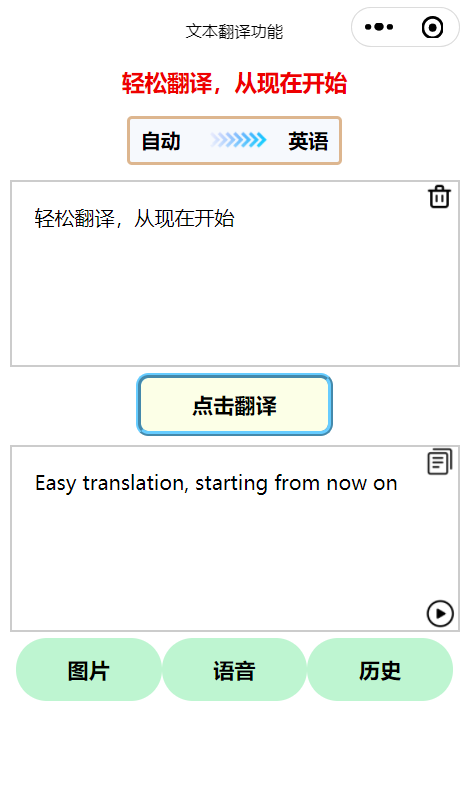 文本翻译功能
轻松翻译，从现在开始
自动 英语
轻松翻译，从现在开始
点击翻译
Easy translation, starting from now on
图片 语音 历史